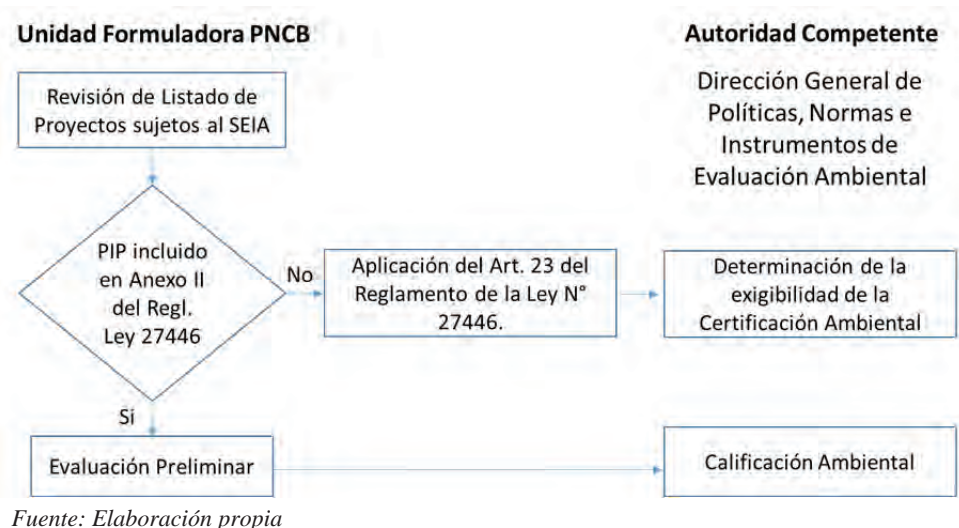 Unidad Formuladora PNCB
Autoridad Competente
Revisión de Listado de
Proyectos sujetos al SEIA
Dirección General de
Políticas, Normas e
Instrumentos de
Evaluación Ambiental
PIP incluido
en Anexo II
del Regl.
Ley 27446
No
Aplicación del Art. 23 del
Reglamento de la Ley N°
27446.
Determinación de la
exigibilidad de la
Certificación Ambiental
Si
Evaluación Preliminar
Calificación Ambiental
Fuente: Elaboración propia